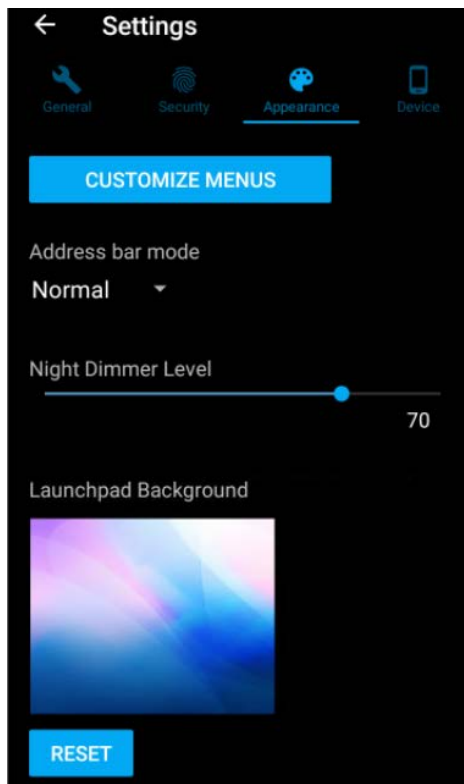 Settings
General Security Appearance Device
CUSTOMIZE MENUS
Address bar mode
Normal
Night Dimmer Level
70
Launchpad Background
RESET